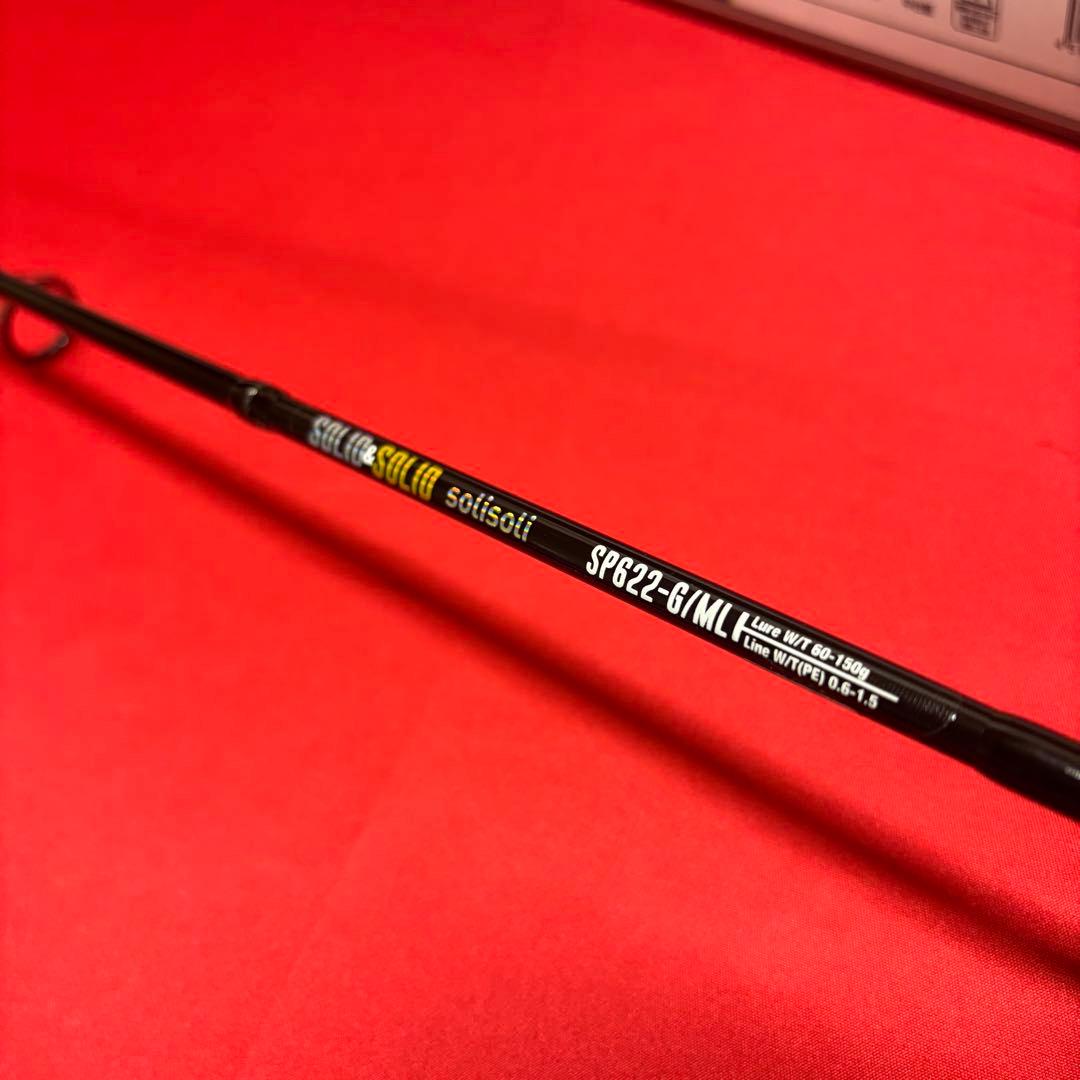 SOLID&SOLID solisoli
SP622-G/ML
Lure W/T 60-150g
Line W/T(PE) 0.6-1.5